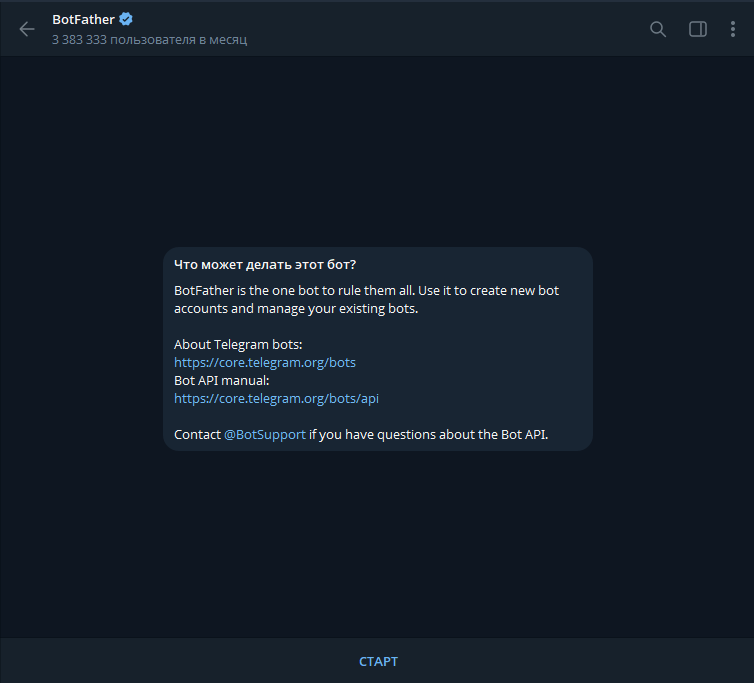 BotFather
3 383 333 пользователя в месяц
Что может делать этот бот?
BotFather is the one bot to rule them all. Use it to create new bot
accounts and manage your existing bots.
About Telegram bots:
https://core.telegram.org/bots
Bot API manual:
https://core.telegram.org/bots/api
Contact @BotSupport if you have questions about the Bot API.
СТАРТ